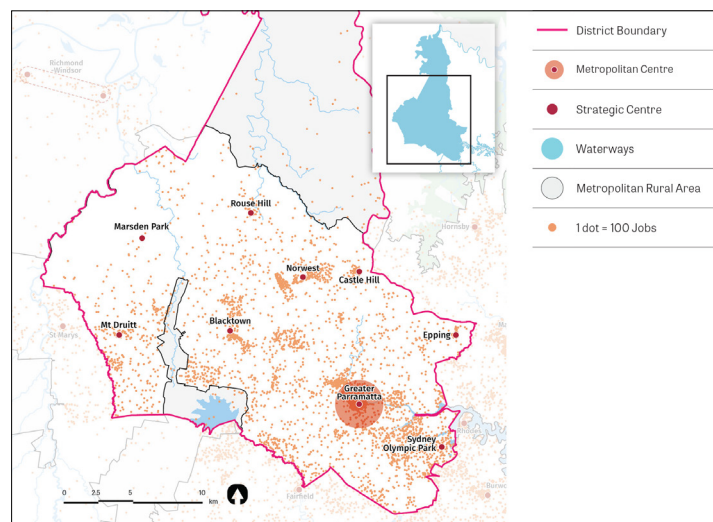 Richmond
Windsor
Rouse Hill
Marsden Park
Hornsby
Norwest
Castle Hill
Mt Druitt
Blacktown
Epping
St Marys
Greater
Parramatta
Rhodes
Sydney
Olympic Park
Fairfield
0 2.5 5 10
km
District Boundary
Metropolitan Centre
Strategic Centre
Waterways
Metropolitan Rural Area
1 dot = 100 Jobs